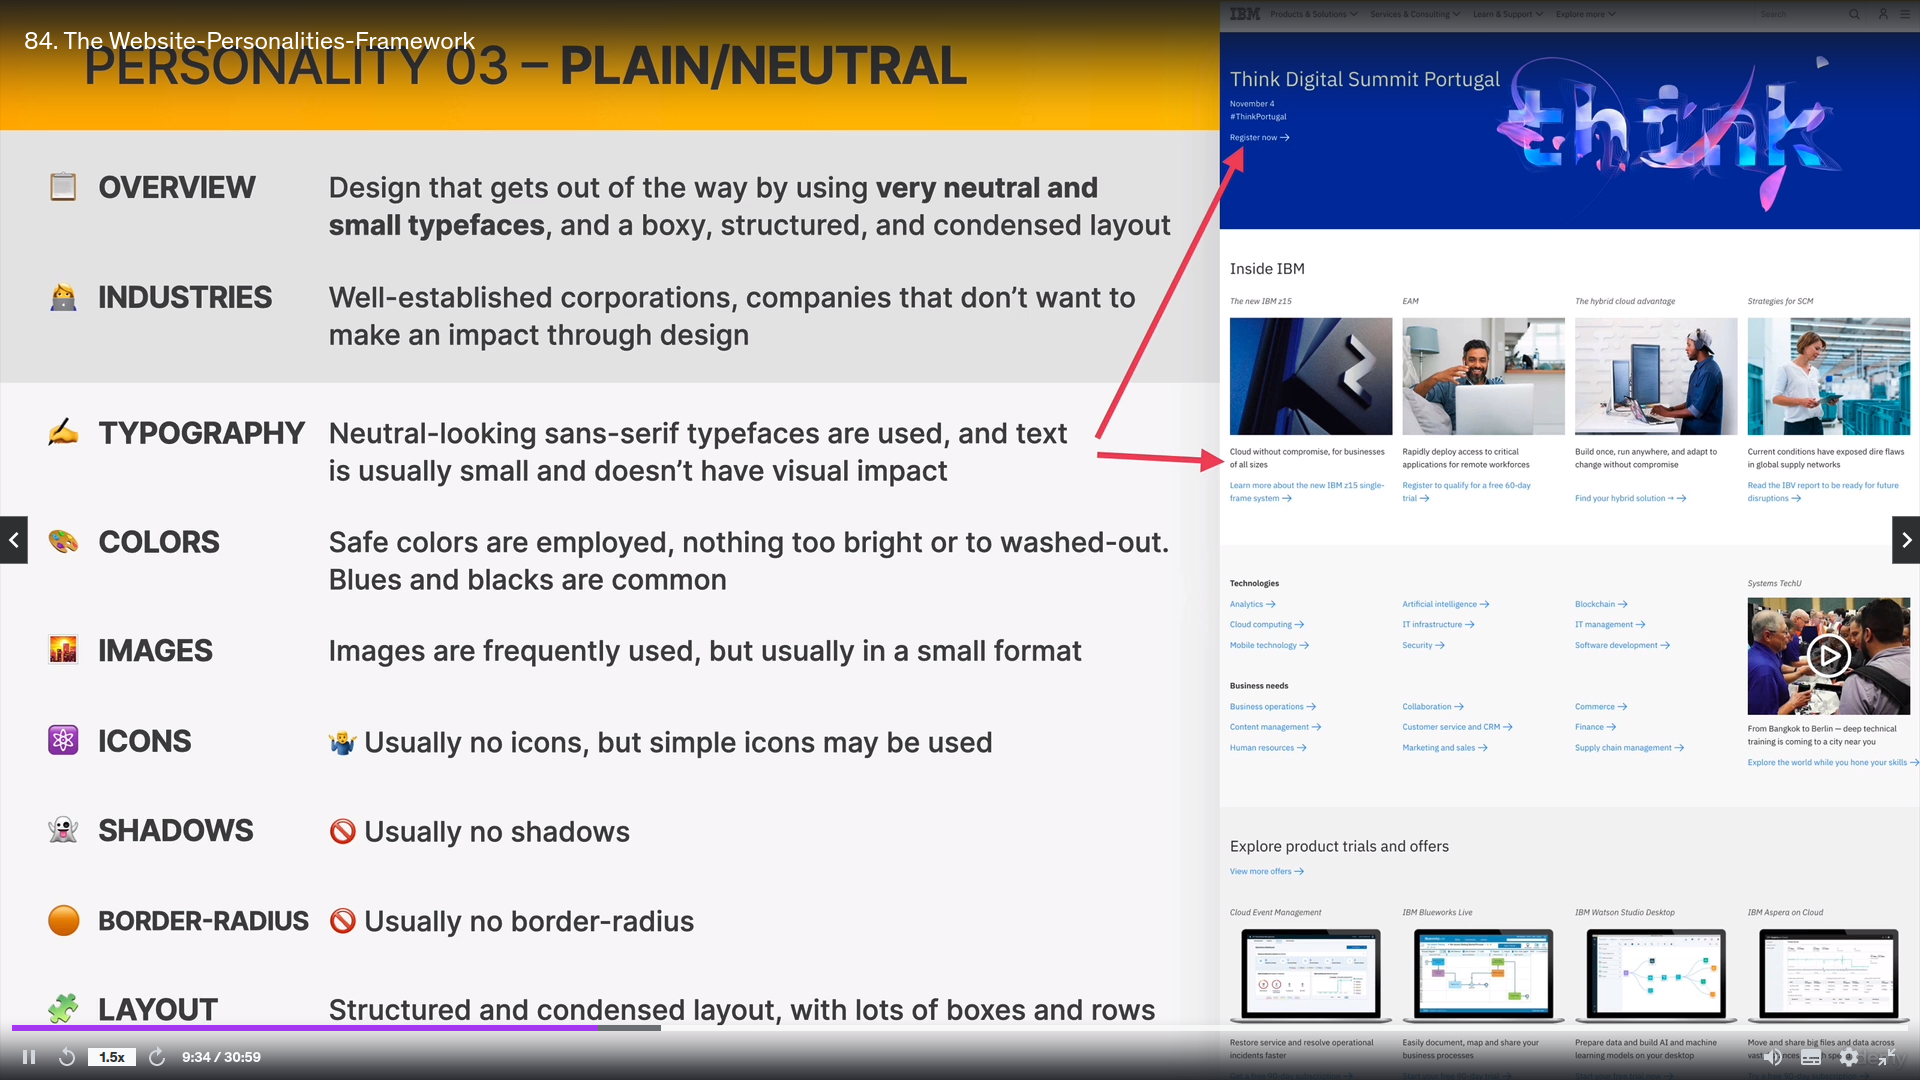 84. The Website-Personalities-Framework
PERSONALITY 03 – PLAIN/NEUTRAL
OVERVIEW
Design that gets out of the way by using very neutral and
small typefaces, and a boxy, structured, and condensed layout
INDUSTRIES
Well-established corporations, companies that don’t want to
make an impact through design
TYPOGRAPHY
Neutral-looking sans-serif typefaces are used, and text
is usually small and doesn’t have visual impact
COLORS
Safe colors are employed, nothing too bright or to washed-out.
Blues and blacks are common
IMAGES
Images are frequently used, but usually in a small format
ICONS
Usually no icons, but simple icons may be used
SHADOWS
Usually no shadows
BORDER-RADIUS
Usually no border-radius
LAYOUT
Structured and condensed layout, with lots of boxes and rows
1.5x
9:34 / 30:59
IBM Products & Solutions Services & Consulting Learn & Support Explore more Search
Think Digital Summit Portugal
November 4
#ThinkPortugal
Register now →
think
Inside IBM
The new IBM z15
Z
Cloud without compromise, for businesses
of all sizes
Learn more about the new IBM z15 single-
frame system →
EAM
Rapidly deploy access to critical
applications for remote workforces
Register to qualify for a free 60-day
trial →
The hybrid cloud advantage
Build once, run anywhere, and adapt to
change without compromise
Find your hybrid solution → →
Strategies for SCM
Current conditions have exposed dire flaws
in global supply networks
Read the IBV report to be ready for future
disruptions →
Technologies
Analytics →
Cloud computing →
Mobile technology →
Artificial intelligence →
IT infrastructure →
Security →
Blockchain →
IT management →
Software development →
Business needs
Business operations →
Content management →
Human resources →
Collaboration →
Customer service and CRM →
Marketing and sales →
Commerce →
Finance →
Supply chain management →
Systems TechU
From Bangkok to Berlin — deep technical
training is coming to a city near you
Explore the world while you hone your skills →
Explore product trials and offers
View more offers →
Cloud Event Management
Restore service and resolve operational
incidents faster
IBM Blueworks Live
Easily document, map and share your
business processes
IBM Watson Studio Desktop
Prepare data and build AI and machine
learning models on your desktop
IBM Aspera on Cloud
Move and share big files and data across